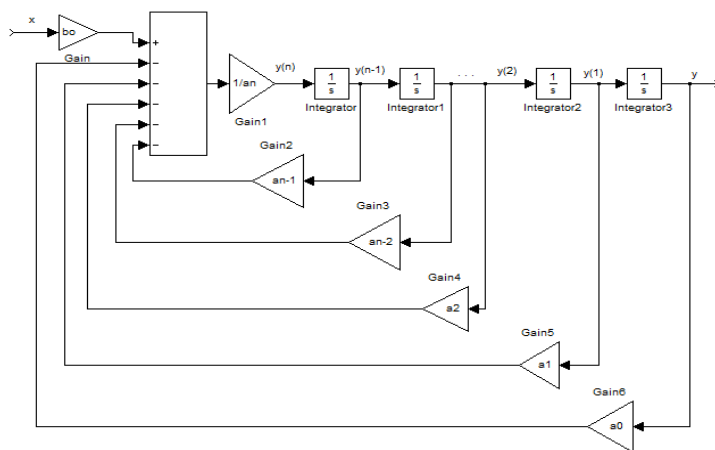 x
bo
Gain
+
−
−
−
−
−
1/an
Gain1
y(n)
1
s
Integrator
y(n-1)
1
s
Integrator1
. . .
y(2)
1
s
Integrator2
y(1)
1
s
Integrator3
y
Gain2
an-1
Gain3
an-2
Gain4
a2
Gain5
a1
Gain6
a0